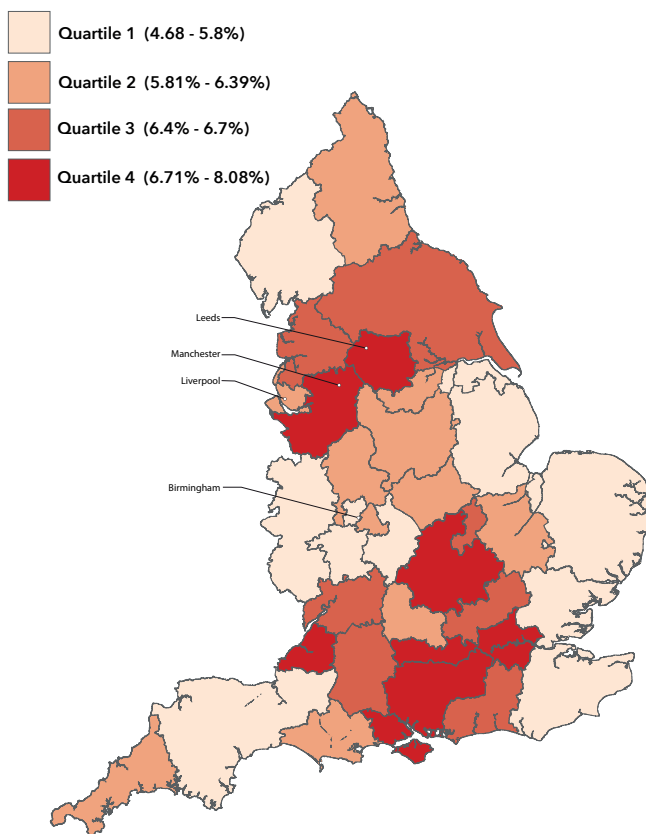 Quartile 1 (4.68 - 5.8%)
Quartile 2 (5.81% - 6.39%)
Quartile 3 (6.4% - 6.7%)
Quartile 4 (6.71% - 8.08%)
Leeds
Manchester
Liverpool
Birmingham